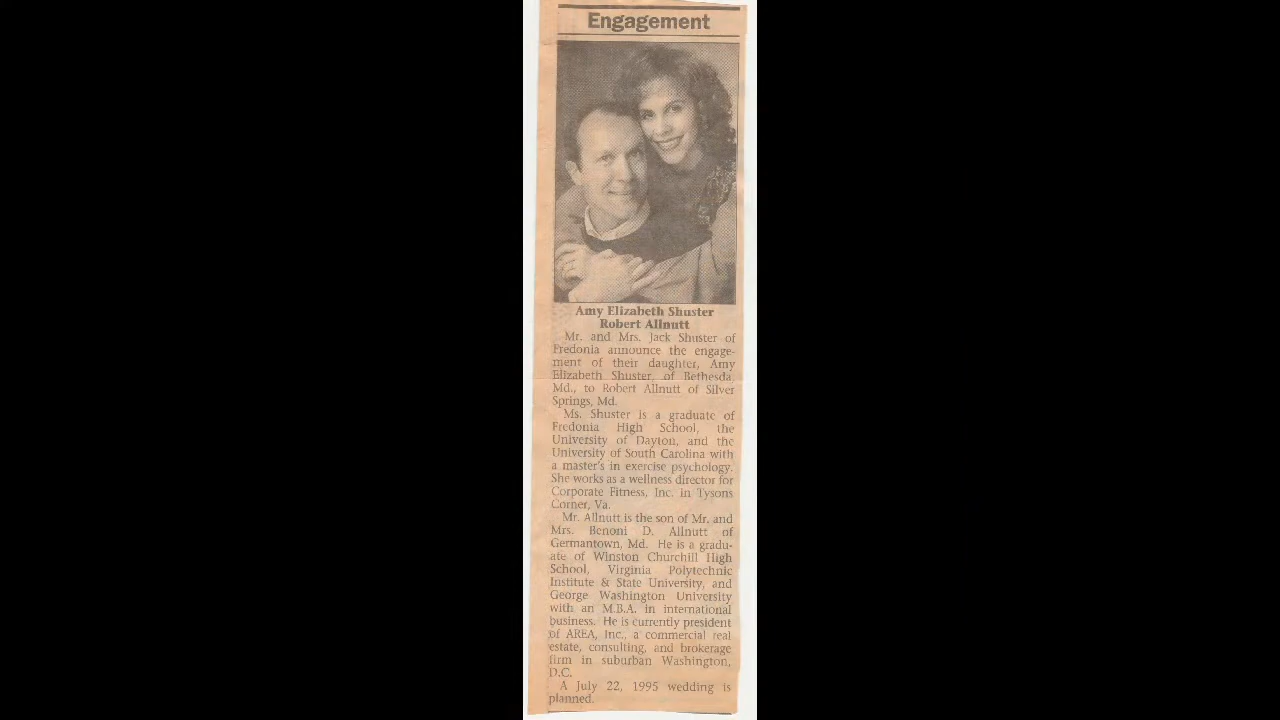 Engagement
Amy Elizabeth Shuster
Robert Allnutt
Mr. and Mrs. Jack Shuster of
Fredonia announce the engage-
ment of their daughter, Amy
Elizabeth Shuster, of Bethesda,
Md., to Robert Allnutt of Silver
Springs, Md.
Ms. Shuster is a graduate of
Fredonia High School, the
University of Dayton, and the
University of South Carolina with
a master's in exercise psychology.
She works as a wellness director for
Corporate Fitness, Inc. in Tysons
Corner, Va.
Mr. Allnutt is the son of Mr. and
Mrs. Benoni D. Allnutt of
Germantown, Md. He is a gradu-
ate of Winston Churchill High
School, Virginia Polytechnic
Institute & State University, and
George Washington University
with an M.B.A. in international
business. He is currently president
of AREA, Inc., a commercial real
estate, consulting, and brokerage
firm in suburban Washington,
D.C.
A July 22, 1995 wedding is
planned.